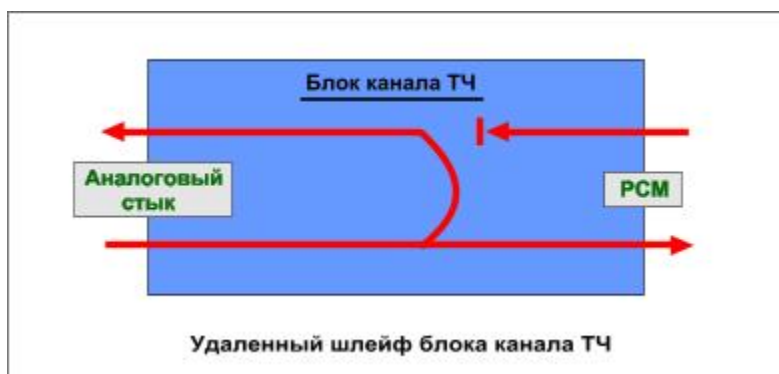 Блок канала ТЧ
Аналоговый
стык
PCM
Удаленный шлейф блока канала ТЧ